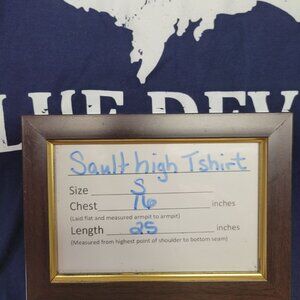 LUE DEV
Sault high Tshirt
Size S
Chest 16 inches
(Laid flat and measured armpit to armpit)
Length 25 inches
(Measured from highest point of shoulder to bottom seam)